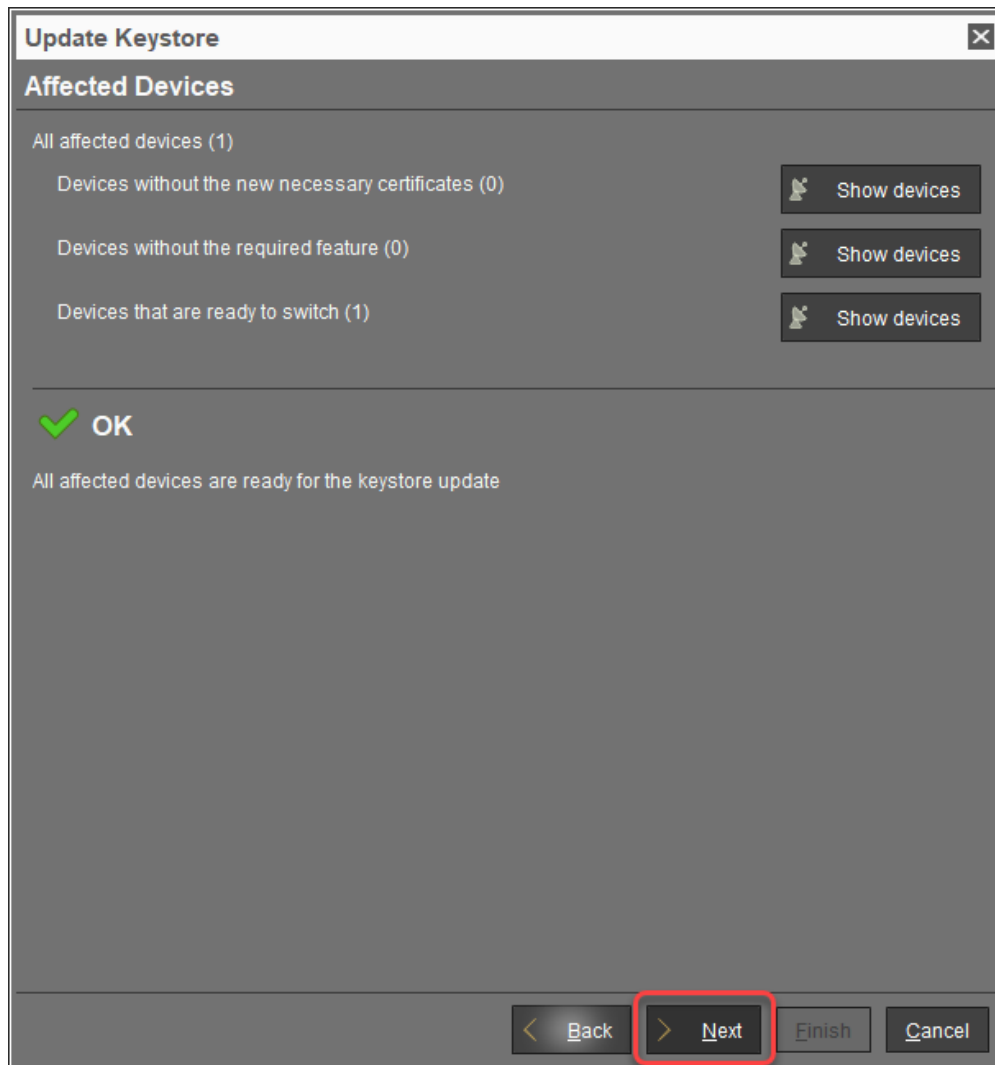 Update Keystore
Affected Devices
All affected devices (1)
Devices without the new necessary certificates (0)
Show devices
Devices without the required feature (0)
Show devices
Devices that are ready to switch (1)
Show devices
OK
All affected devices are ready for the keystore update
Back
Next
Finish
Cancel